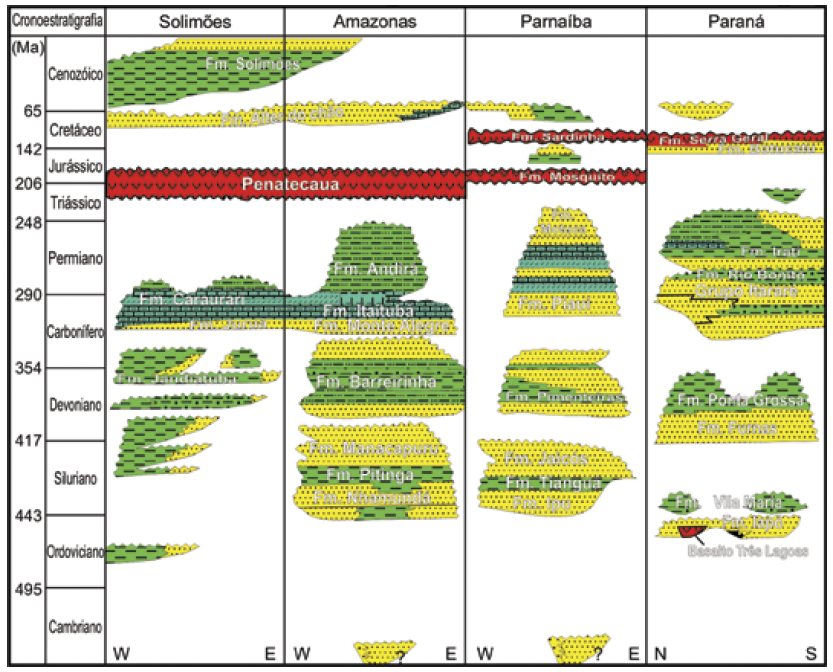 Cronoestratigrafia Solimões Amazonas Parnaíba Paraná
(Ma)
Cenozóico
Fm. Solimões
65
Cretáceo
Fm. Sardinha
Fm. Serra Geral
142
Jurássico
206
Penatecaua
Fm. Mosquito
Triássico
248
Permiano
Fm. Andirá
Fm. Irati
Fm. Rio Bonito
290
Fm. Carauari
Grupo Itararé
Fm. Itaituba
Fm. Piauí
Carbonífero
Fm. Monte Alegre
354
Fm. Jandiatuba
Fm. Barreirinha
Devoniano
Fm. Pimenteiras
Fm. Ponta Grossa
Fm. Furnas
417
Fm. Manacapuru
Fm. Jaicós
Siluriano
Fm. Pitinga
Fm. Tianguá
Fm. Nhamundá
Fm. Ipu
Fm. Vila Maria
443
Fm. Iapó
Ordoviciano
Basalto Três Lagoas
495
Cambriano
? ?
W E W E W E N S